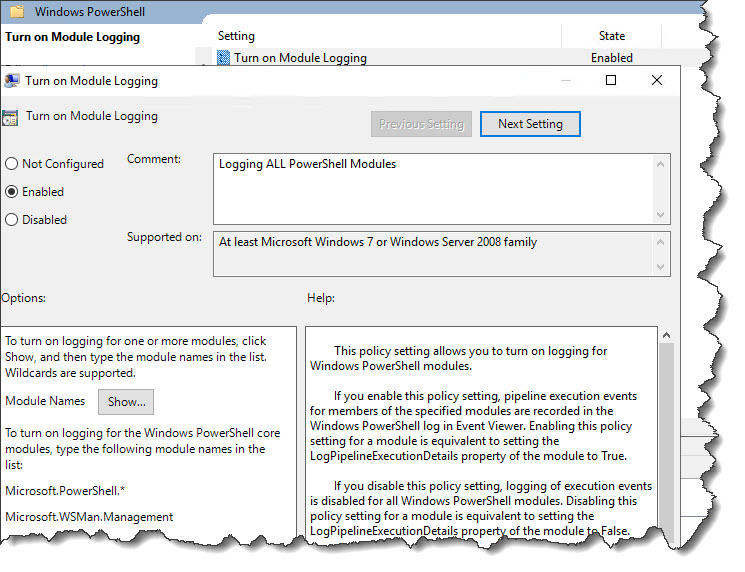 Windows PowerShell
Turn on Module Logging
Setting
State
Turn on Module Logging
Enabled
Turn on Module Logging
Turn on Module Logging
Previous Setting
Next Setting
Not Configured
Enabled
Disabled
Comment:
Logging ALL PowerShell Modules
Supported on:
At least Microsoft Windows 7 or Windows Server 2008 family
Options:
Help:
To turn on logging for one or more modules, click
Show, and then type the module names in the list.
Wildcards are supported.
Module Names
Show...
To turn on logging for the Windows PowerShell core
modules, type the following module names in the
list:
Microsoft.PowerShell.*
Microsoft.WSMan.Management
This policy setting allows you to turn on logging for
Windows PowerShell modules.
If you enable this policy setting, pipeline execution events
for members of the specified modules are recorded in the
Windows PowerShell log in Event Viewer. Enabling this policy
setting for a module is equivalent to setting the
LogPipelineExecutionDetails property of the module to True.
If you disable this policy setting, logging of execution events
is disabled for all Windows PowerShell modules. Disabling this
policy setting for a module is equivalent to setting the
LogPipelineExecutionDetails property of the module to False.